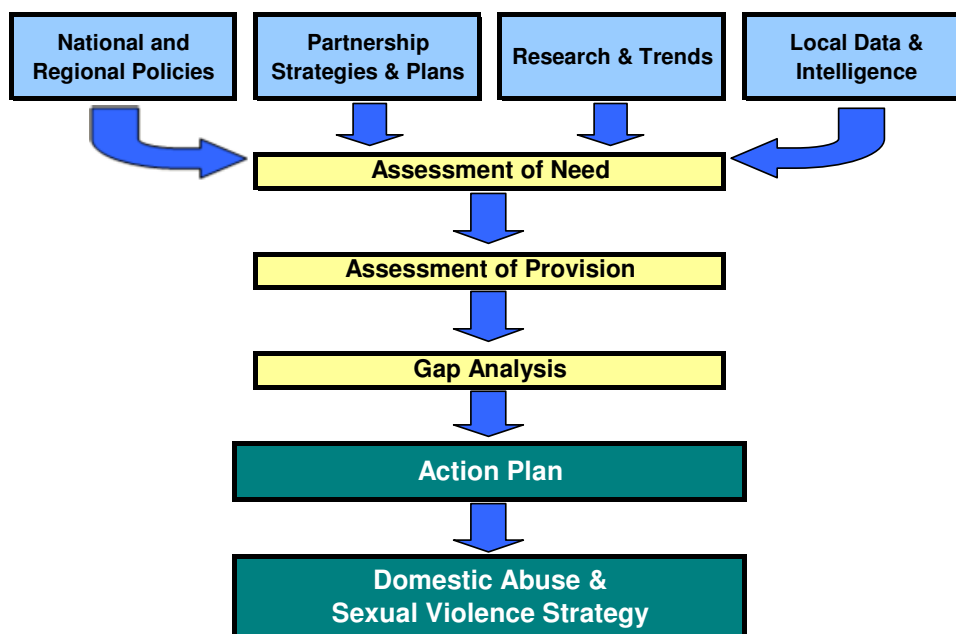 National and
Regional Policies
Partnership
Strategies & Plans
Research & Trends
Local Data &
Intelligence
Assessment of Need
Assessment of Provision
Gap Analysis
Action Plan
Domestic Abuse &
Sexual Violence Strategy